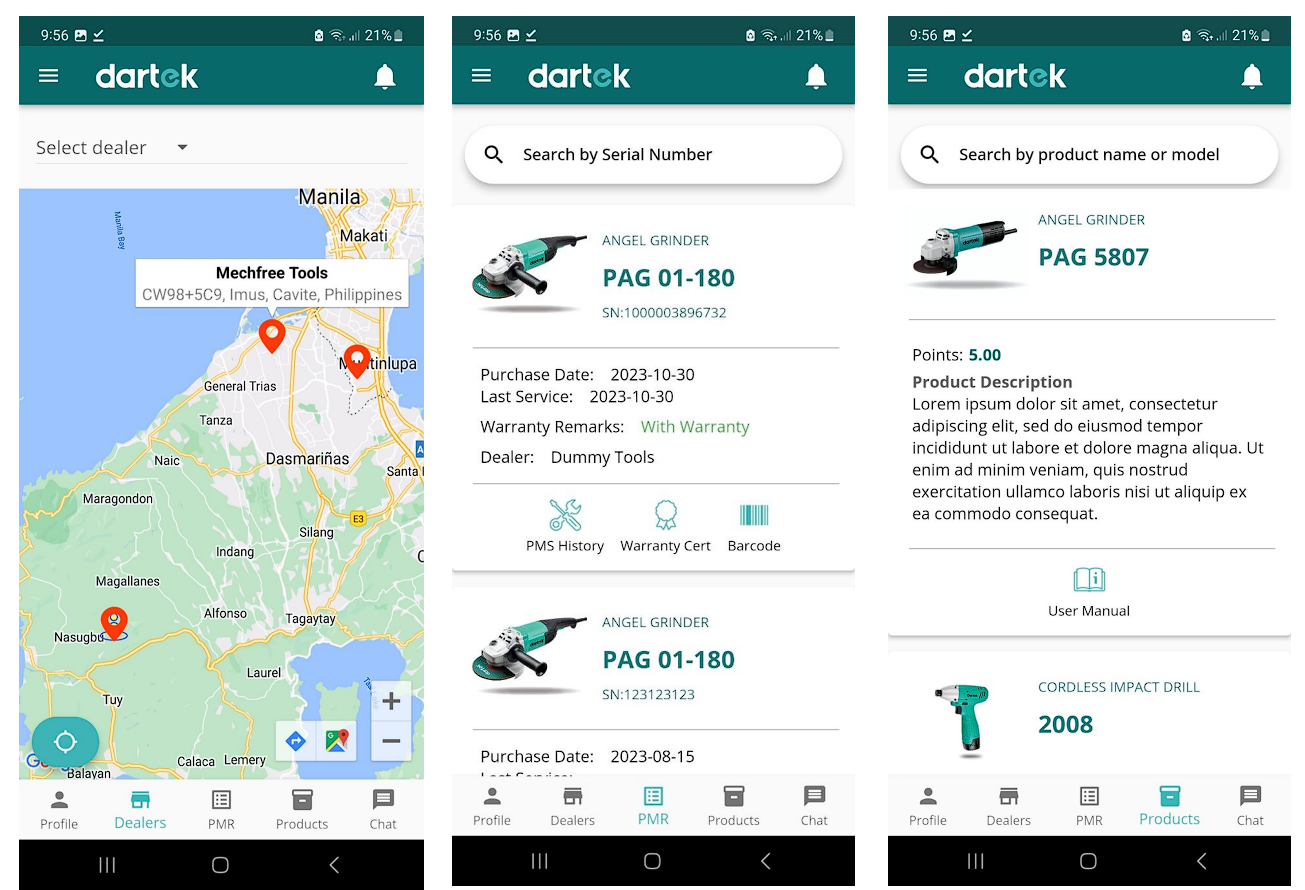 9:56
21%
dartek
Select dealer
Manila
Manila Bay
Makati
Mechfree Tools
CW98+5C9, Imus, Cavite, Philippines
Muntinlupa
General Trias
Tanza
Dasmariñas
Naic
Santa
Maragondon
E3
Silang
Indang
Magallanes
Alfonso
Tagaytay
Nasugbu
Laurel
Tuy
+
−
Calaca
Lemery
Balayan
Profile
Dealers
PMR
Products
Chat
9:56
21%
dartek
Search by Serial Number
ANGEL GRINDER
PAG 01-180
SN:1000003896732
Purchase Date: 2023-10-30
Last Service: 2023-10-30
Warranty Remarks: With Warranty
Dealer: Dummy Tools
PMS History
Warranty Cert
Barcode
ANGEL GRINDER
PAG 01-180
SN:123123123
Purchase Date: 2023-08-15
Profile
Dealers
PMR
Products
Chat
9:56
21%
dartek
Search by product name or model
ANGEL GRINDER
PAG 5807
Points: 5.00
Product Description
Lorem ipsum dolor sit amet, consectetur
adipiscing elit, sed do eiusmod tempor
incididunt ut labore et dolore magna aliqua. Ut
enim ad minim veniam, quis nostrud
exercitation ullamco laboris nisi ut aliquip ex
ea commodo consequat.
User Manual
CORDLESS IMPACT DRILL
2008
Profile
Dealers
PMR
Products
Chat